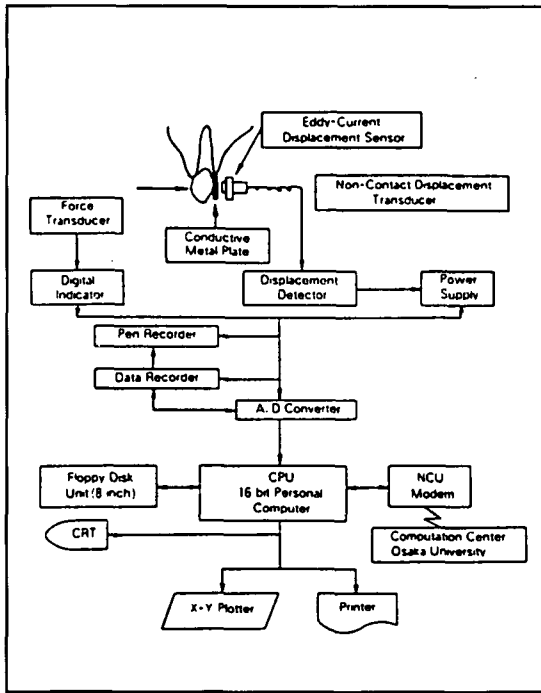 Eddy-Current
Displacement Sensor
Non-Contact Displacement
Transducer
Force
Transducer
Conductive
Metal Plate
Digital
Indicator
Displacement
Detector
Power
Supply
Pen Recorder
Data Recorder
A. D Converter
Floppy Disk
Unit (8 inch)
CPU
16 bit Personal
Computer
NCU
Modem
CRT
Computation Center
Osaka University
X-Y Plotter
Printer